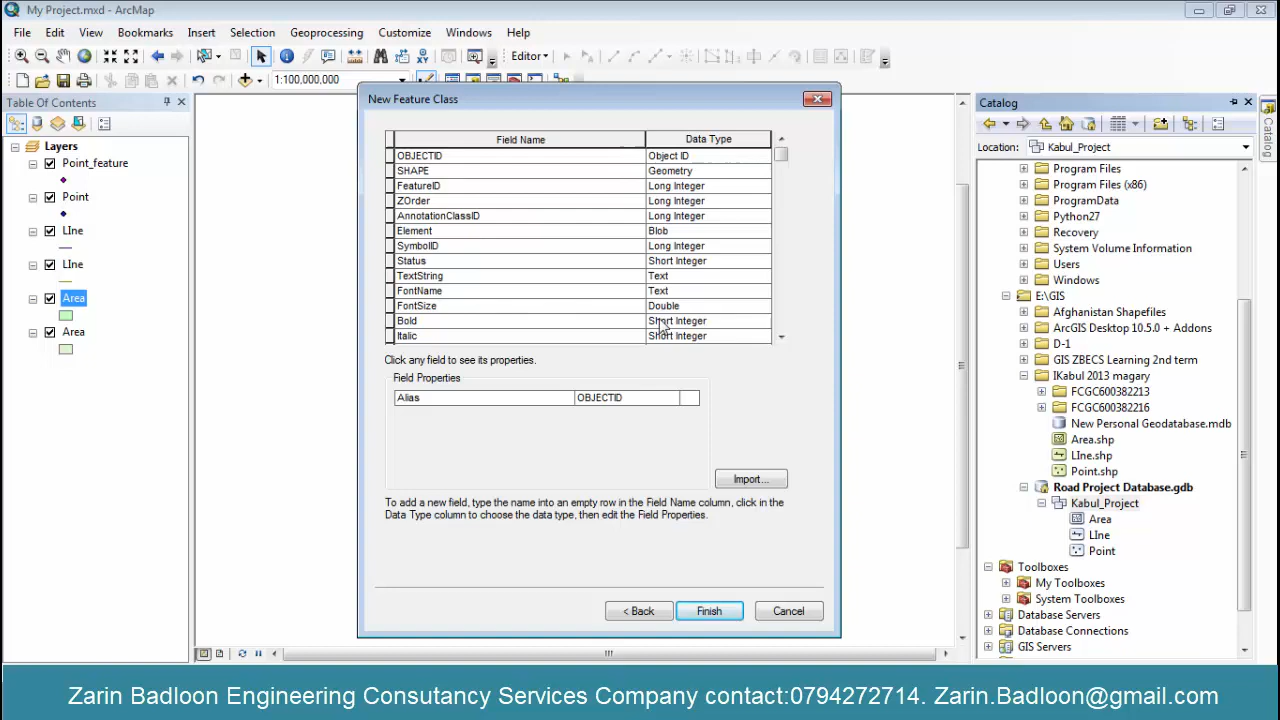 My Project.mxd - ArcMap
File Edit View Bookmarks Insert Selection Geoprocessing Customize Windows Help
Editor
1:100,000,000
Table Of Contents
Layers
Point_feature
Point
LIne
LIne
Area
Area
New Feature Class
Field Name Data Type
OBJECTID Object ID
SHAPE Geometry
FeatureID Long Integer
ZOrder Long Integer
AnnotationClassID Long Integer
Element Blob
SymbolID Long Integer
Status Short Integer
TextString Text
FontName Text
FontSize Double
Bold Short Integer
Italic Short Integer
Click any field to see its properties.
Field Properties
Alias OBJECTID
Import...
To add a new field, type the name into an empty row in the Field Name column, click in the
Data Type column to choose the data type, then edit the Field Properties.
< Back Finish Cancel
Catalog
Location: Kabul_Project
Program Files
Program Files (x86)
ProgramData
Python27
Recovery
System Volume Information
Users
Windows
E:\GIS
Afghanistan Shapefiles
ArcGIS Desktop 10.5.0 + Addons
D-1
GIS ZBECS Learning 2nd term
IKabul 2013 magary
FCGC600382213
FCGC600382216
New Personal Geodatabase.mdb
Area.shp
LIne.shp
Point.shp
Road Project Database.gdb
Kabul_Project
Area
LIne
Point
Toolboxes
My Toolboxes
System Toolboxes
Database Servers
Database Connections
GIS Servers
Catalog
Zarin Badloon Engineering Consutancy Services Company contact:0794272714. Zarin.Badloon@gmail.com